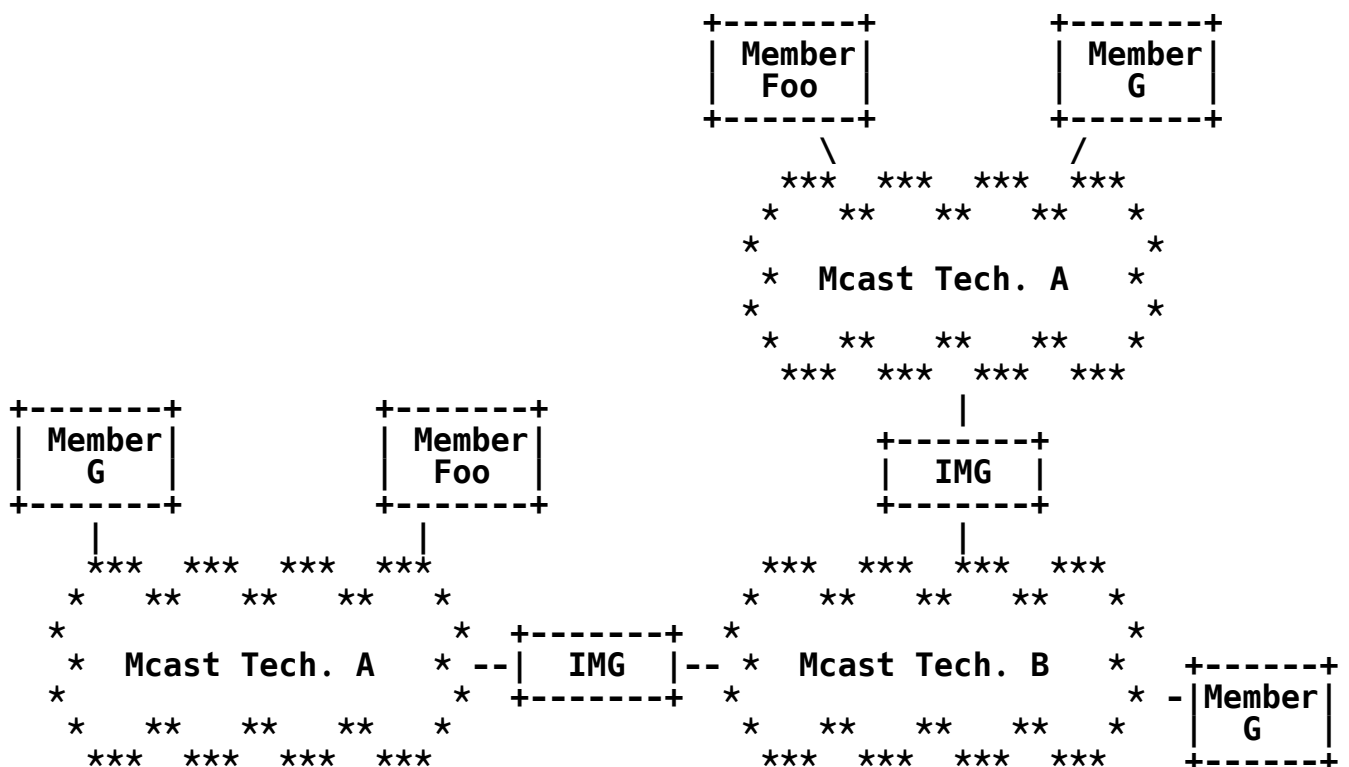 +-------+         +-------+
| Member|         | Member|
|  Foo  |         |   G   |
+-------+         +-------+
\            /
***  ***  ***  ***
*   **   **   **   *
*                    *
*  Mcast Tech. A   *
*                    *
*   **   **   **   *
***  ***  ***  ***
+-------+          +-------+                 |
| Member|          | Member|             +-------+
|   G   |          |  Foo  |             |  IMG  |
+-------+          +-------+             +-------+
|                |                           |
***  ***  ***  ***                 ***  ***  ***  ***
*   **   **   **   *               *   **   **   **   *
*                    *  +-------+  *                    *
*  Mcast Tech. A   * --|  IMG  |-- *  Mcast Tech. B   *   +------+
*                    *  +-------+  *                    * -|Member|
*   **   **   **   *               *   **   **   **   *   |  G   |
***  ***  ***  ***                 ***  ***  ***  ***    +------+